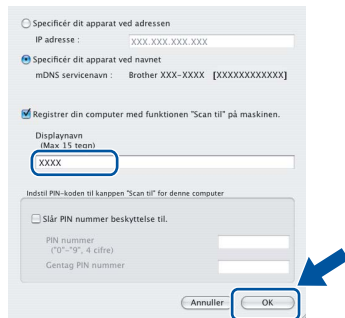 Specificér dit apparat ved adressen
IP adresse : XXX.XXX.XXX.XXX
Specificér dit apparat ved navnet
mDNS servicenavn : Brother XXX-XXXX [XXXXXXXXXXXX]
Registrer din computer med funktionen "Scan til" på maskinen.
Displaynavn
(Max 15 tegn)
XXXX
Indstil PIN-koden til kanppen "Scan til" for denne computer
Slår PIN nummer beskyttelse til.
PIN nummer
("0"-"9", 4 cifre)
Gentag PIN nummer
Annuller OK